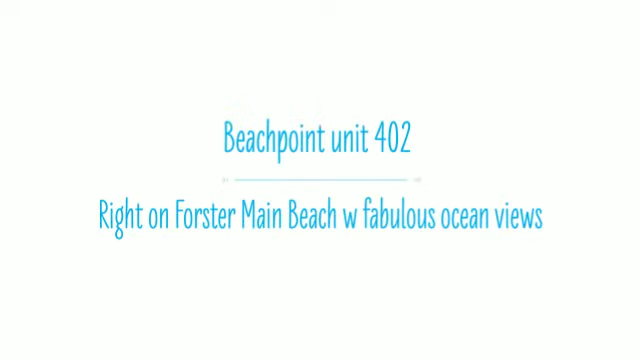 Beachpoint unit 402
Right on Forster Main Beach w fabulous ocean views